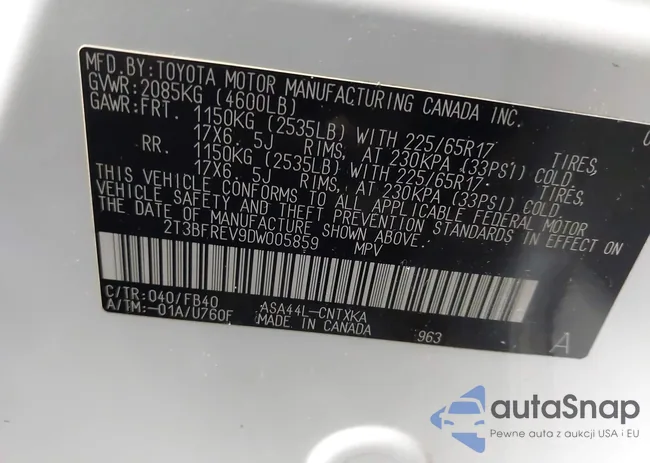 MFD. BY: TOYOTA MOTOR MANUFACTURING CANADA INC.
GVWR: 2085KG (4600LB)
GAWR: FRT. 1150KG (2535LB) WITH 225/65R17 TIRES,
17X6. 5J RIMS, AT 230KPA (33PSI) COLD
RR. 1150KG (2535LB) WITH 225/65R17 TIRES,
17X6. 5J RIMS, AT 230KPA (33PSI) COLD.
THIS VEHICLE CONFORMS TO ALL APPLICABLE FEDERAL MOTOR
VEHICLE SAFETY AND THEFT PREVENTION STANDARDS IN EFFECT ON
THE DATE OF MANUFACTURE SHOWN ABOVE.
2T3BFREV9DW005859 MPV
C/TR: 040/FB40 ASA44L-CNTXKA
A/TM: -01A/U760F MADE IN CANADA 963 A
autoSnap
Pewne auta z aukcji USA i EU